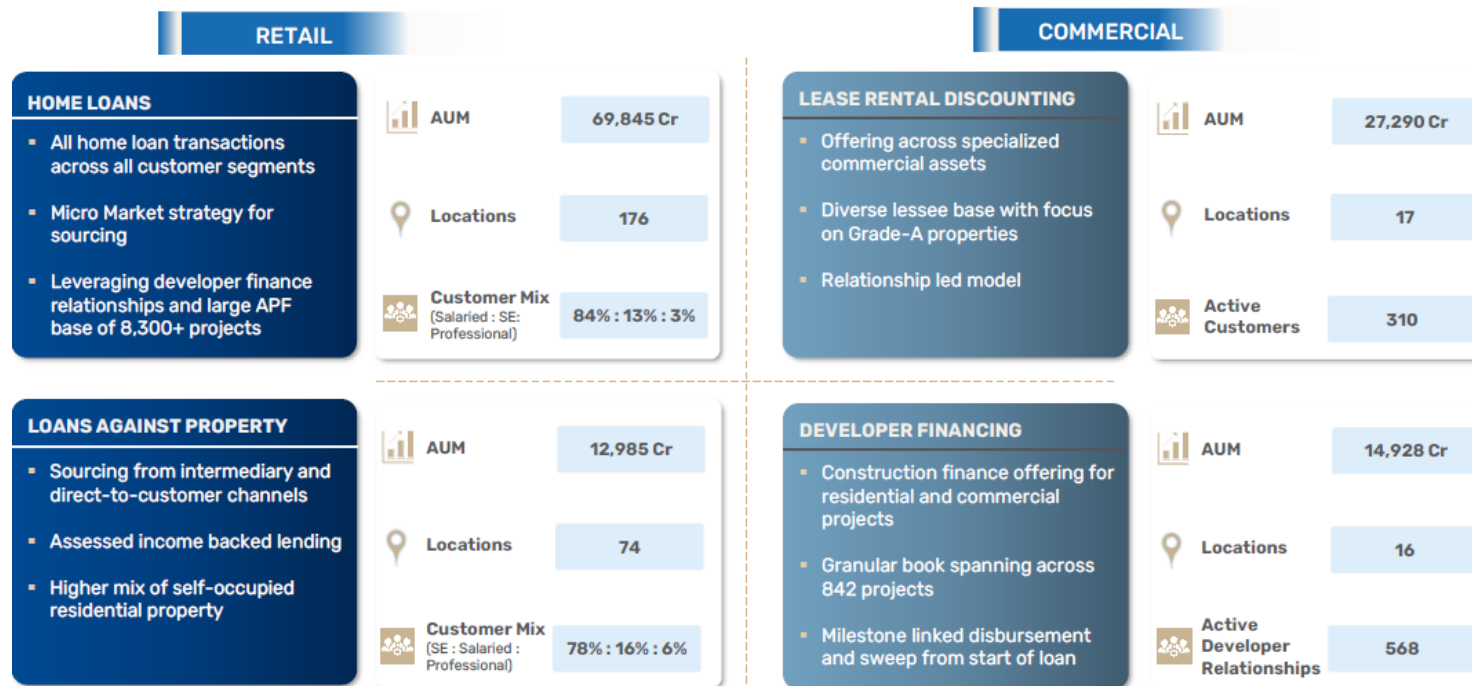 RETAIL
COMMERCIAL
HOME LOANS
▪ All home loan transactions
across all customer segments
▪ Micro Market strategy for
sourcing
▪ Leveraging developer finance
relationships and large APF
base of 8,300+ projects
AUM
69,845 Cr
Locations
176
Customer Mix
(Salaried : SE:
Professional)
84% : 13% : 3%
LEASE RENTAL DISCOUNTING
▪ Offering across specialized
commercial assets
▪ Diverse lessee base with focus
on Grade-A properties
▪ Relationship led model
AUM
27,290 Cr
Locations
17
Active
Customers
310
LOANS AGAINST PROPERTY
▪ Sourcing from intermediary and
direct-to-customer channels
▪ Assessed income backed lending
▪ Higher mix of self-occupied
residential property
AUM
12,985 Cr
Locations
74
Customer Mix
(SE : Salaried :
Professional)
78% : 16% : 6%
DEVELOPER FINANCING
▪ Construction finance offering for
residential and commercial
projects
▪ Granular book spanning across
842 projects
▪ Milestone linked disbursement
and sweep from start of loan
AUM
14,928 Cr
Locations
16
Active
Developer
Relationships
568